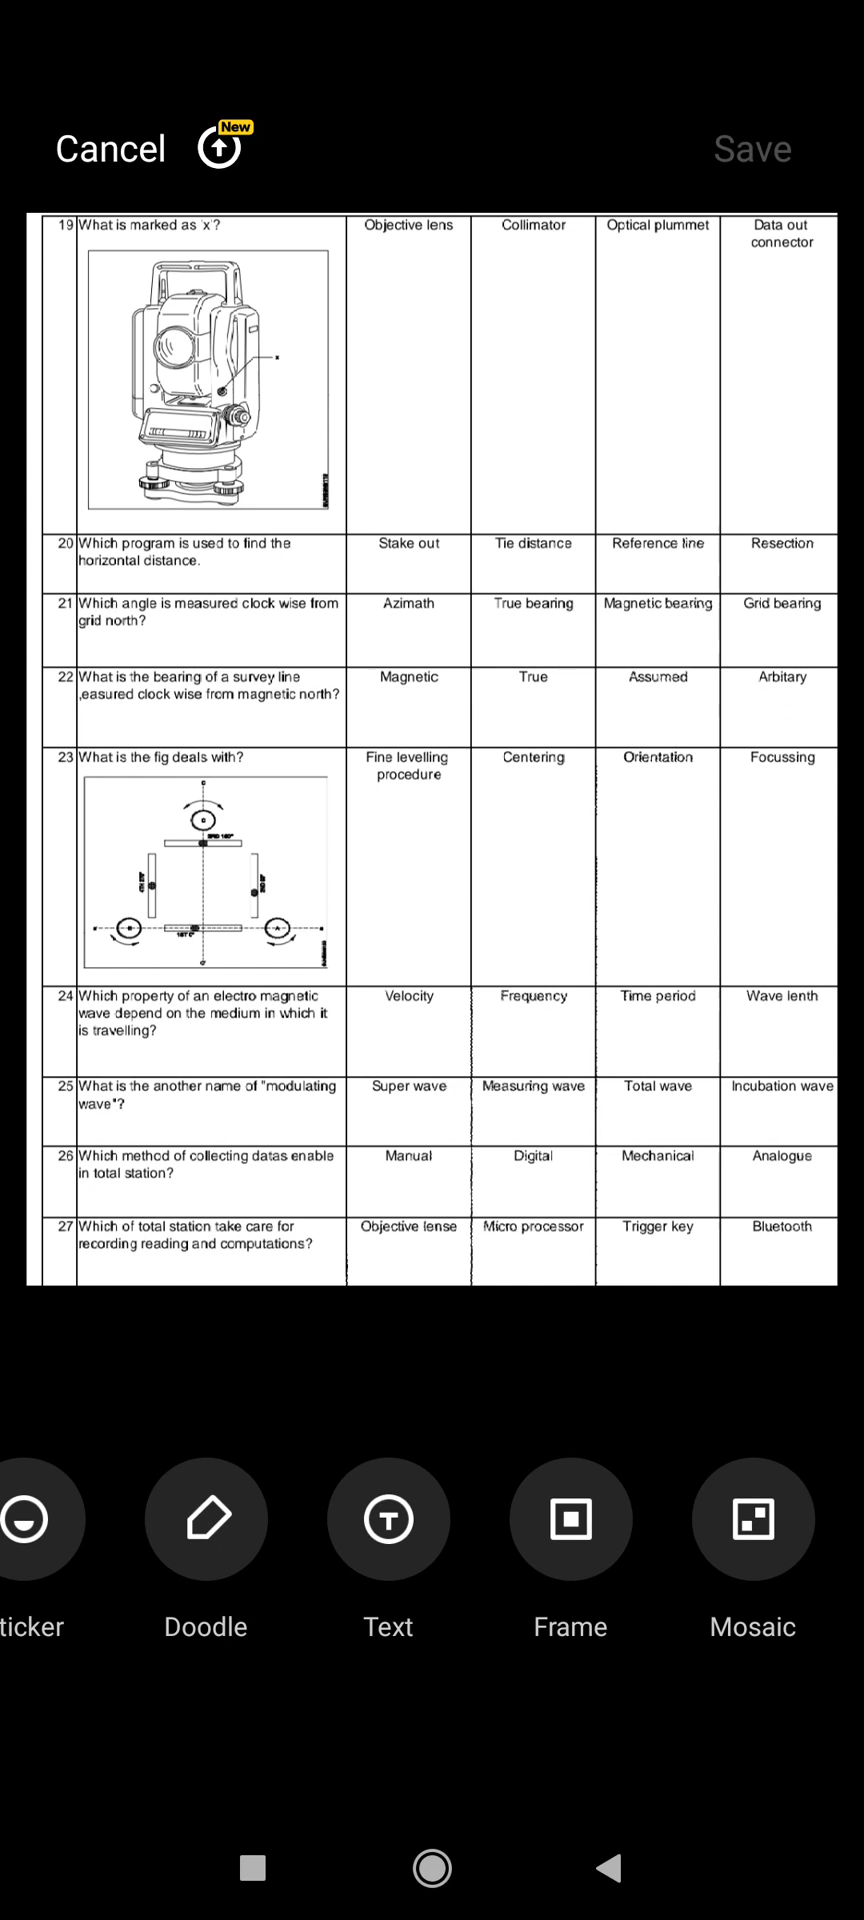 Cancel
New
Save
19 What is marked as 'x'? Objective lens Collimator Optical plummet Data out
connector
x
20 Which program is used to find the Stake out Tie distance Reference line Resection
horizontal distance.
21 Which angle is measured clock wise from Azimath True bearing Magnetic bearing Grid bearing
grid north?
22 What is the bearing of a survey line Magnetic True Assumed Arbitary
,easured clock wise from magnetic north?
23 What is the fig deals with? Fine levelling Centering Orientation Focussing
procedure
C
B
A
24 Which property of an electro magnetic Velocity Frequency Time period Wave lenth
wave depend on the medium in which it
is travelling?
25 What is the another name of "modulating Super wave Measuring wave Total wave Incubation wave
wave"?
26 Which method of collecting datas enable Manual Digital Mechanical Analogue
in total station?
27 Which of total station take care for Objective lense Micro processor Trigger key Bluetooth
recording reading and computations?
ticker Doodle Text Frame Mosaic